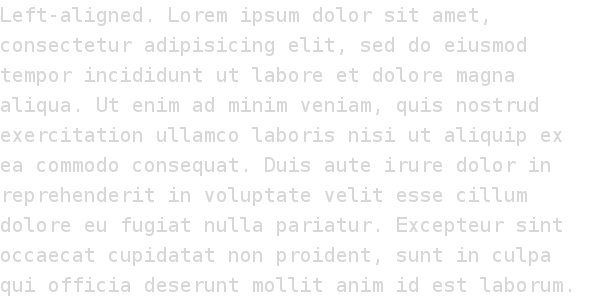 Left-aligned. Lorem ipsum dolor sit amet,
consectetur adipisicing elit, sed do eiusmod
tempor incididunt ut labore et dolore magna
aliqua. Ut enim ad minim veniam, quis nostrud
exercitation ullamco laboris nisi ut aliquip ex
ea commodo consequat. Duis aute irure dolor in
reprehenderit in voluptate velit esse cillum
dolore eu fugiat nulla pariatur. Excepteur sint
occaecat cupidatat non proident, sunt in culpa
qui officia deserunt mollit anim id est laborum.